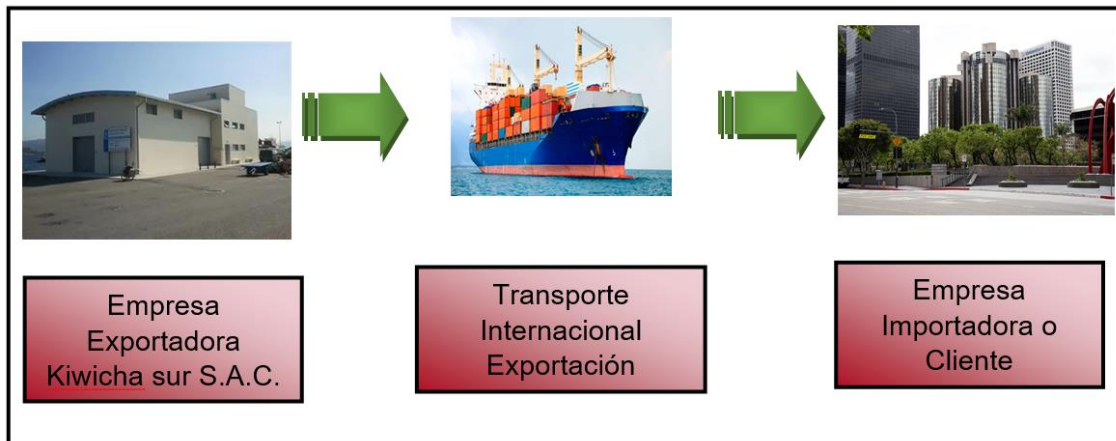 Empresa
Exportadora
Kiwicha sur S.A.C.
Transporte
Internacional
Exportación
Empresa
Importadora o
Cliente